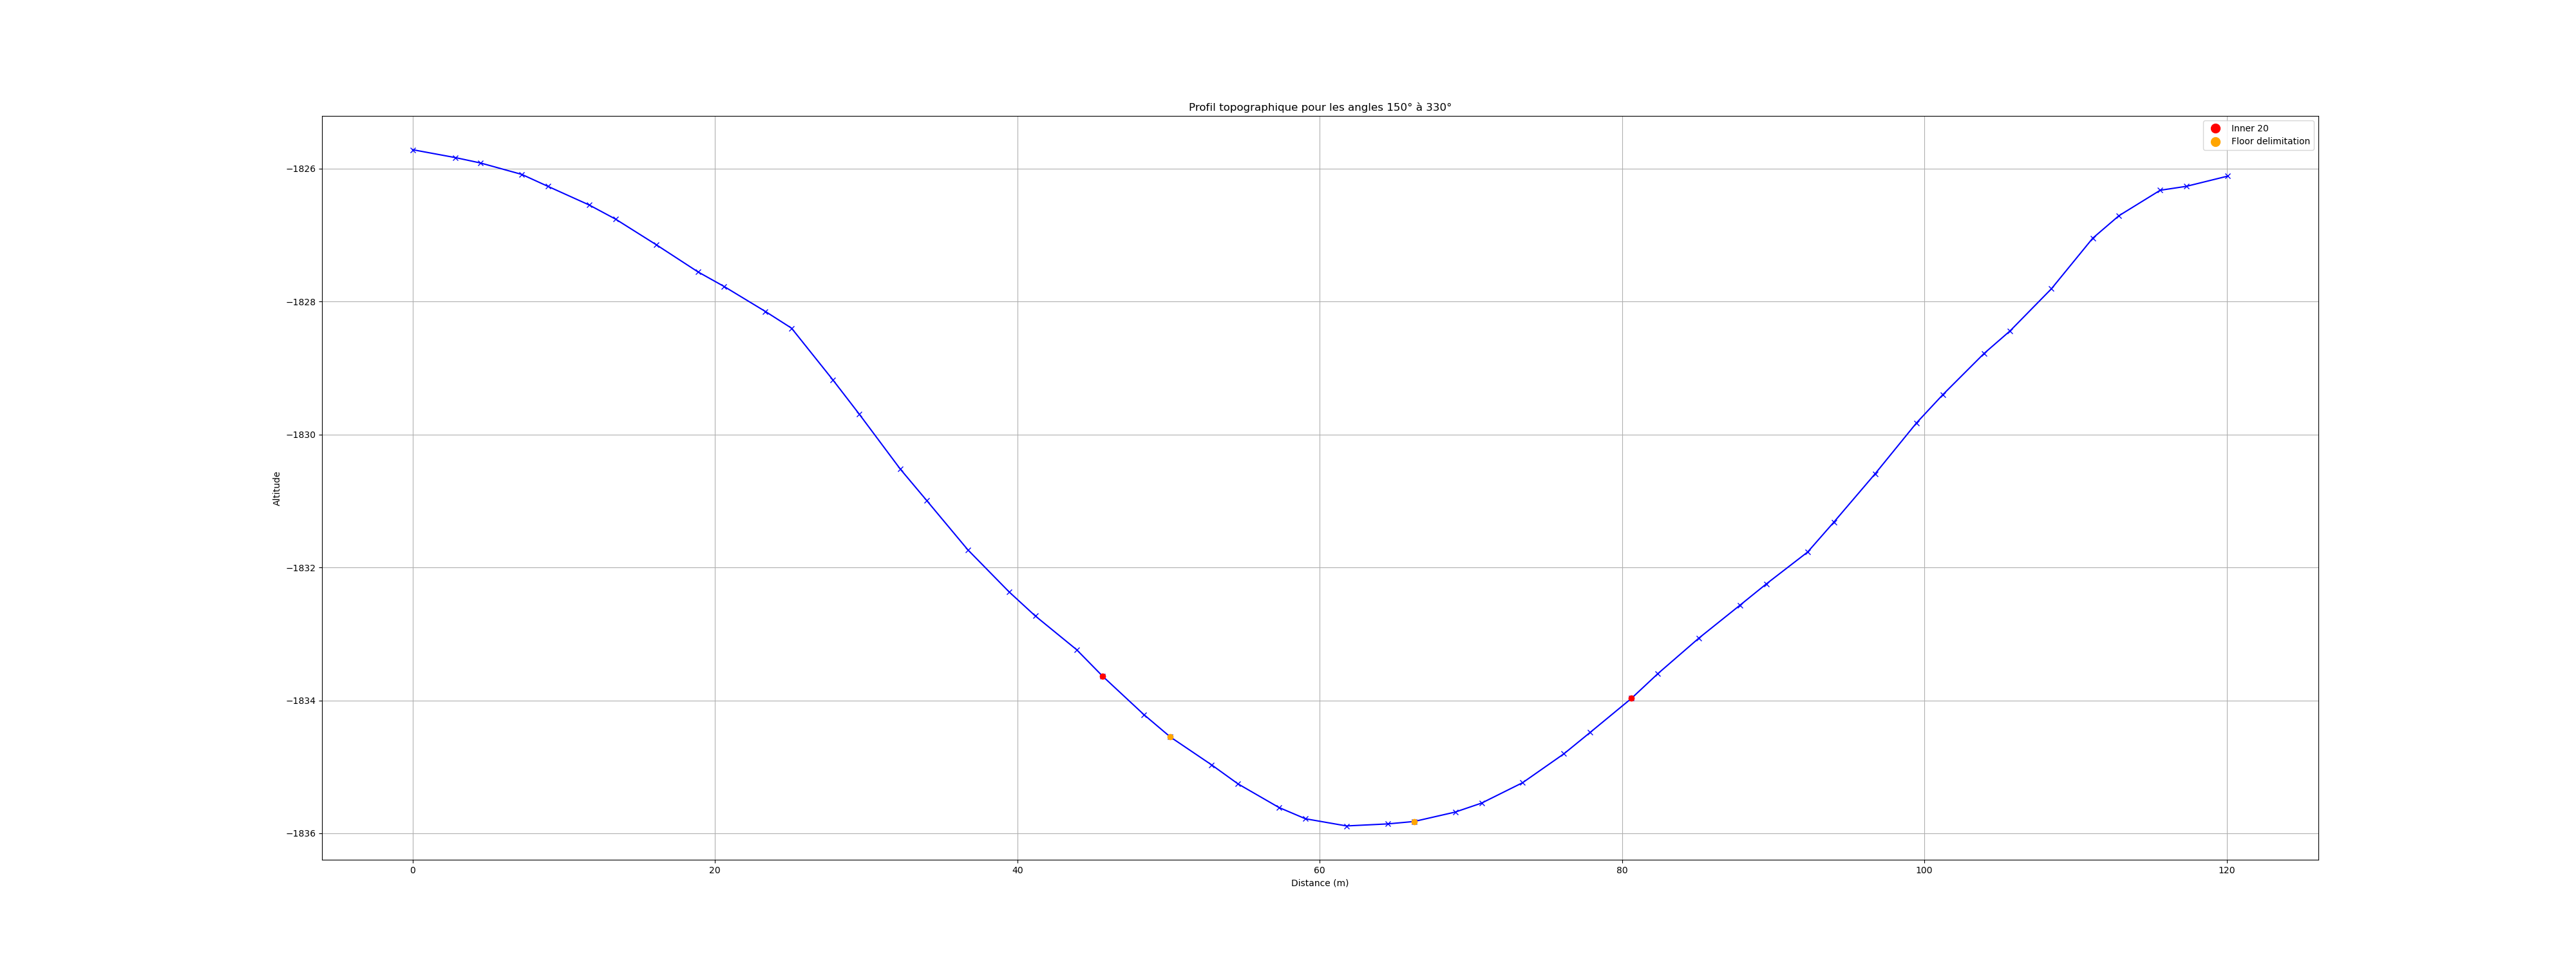 Profil topographique pour les angles 150° à 330°
Inner 20
Floor delimitation
−1826
−1828
−1830
−1832
−1834
−1836
Altitude
0 20 40 60 80 100 120
Distance (m)